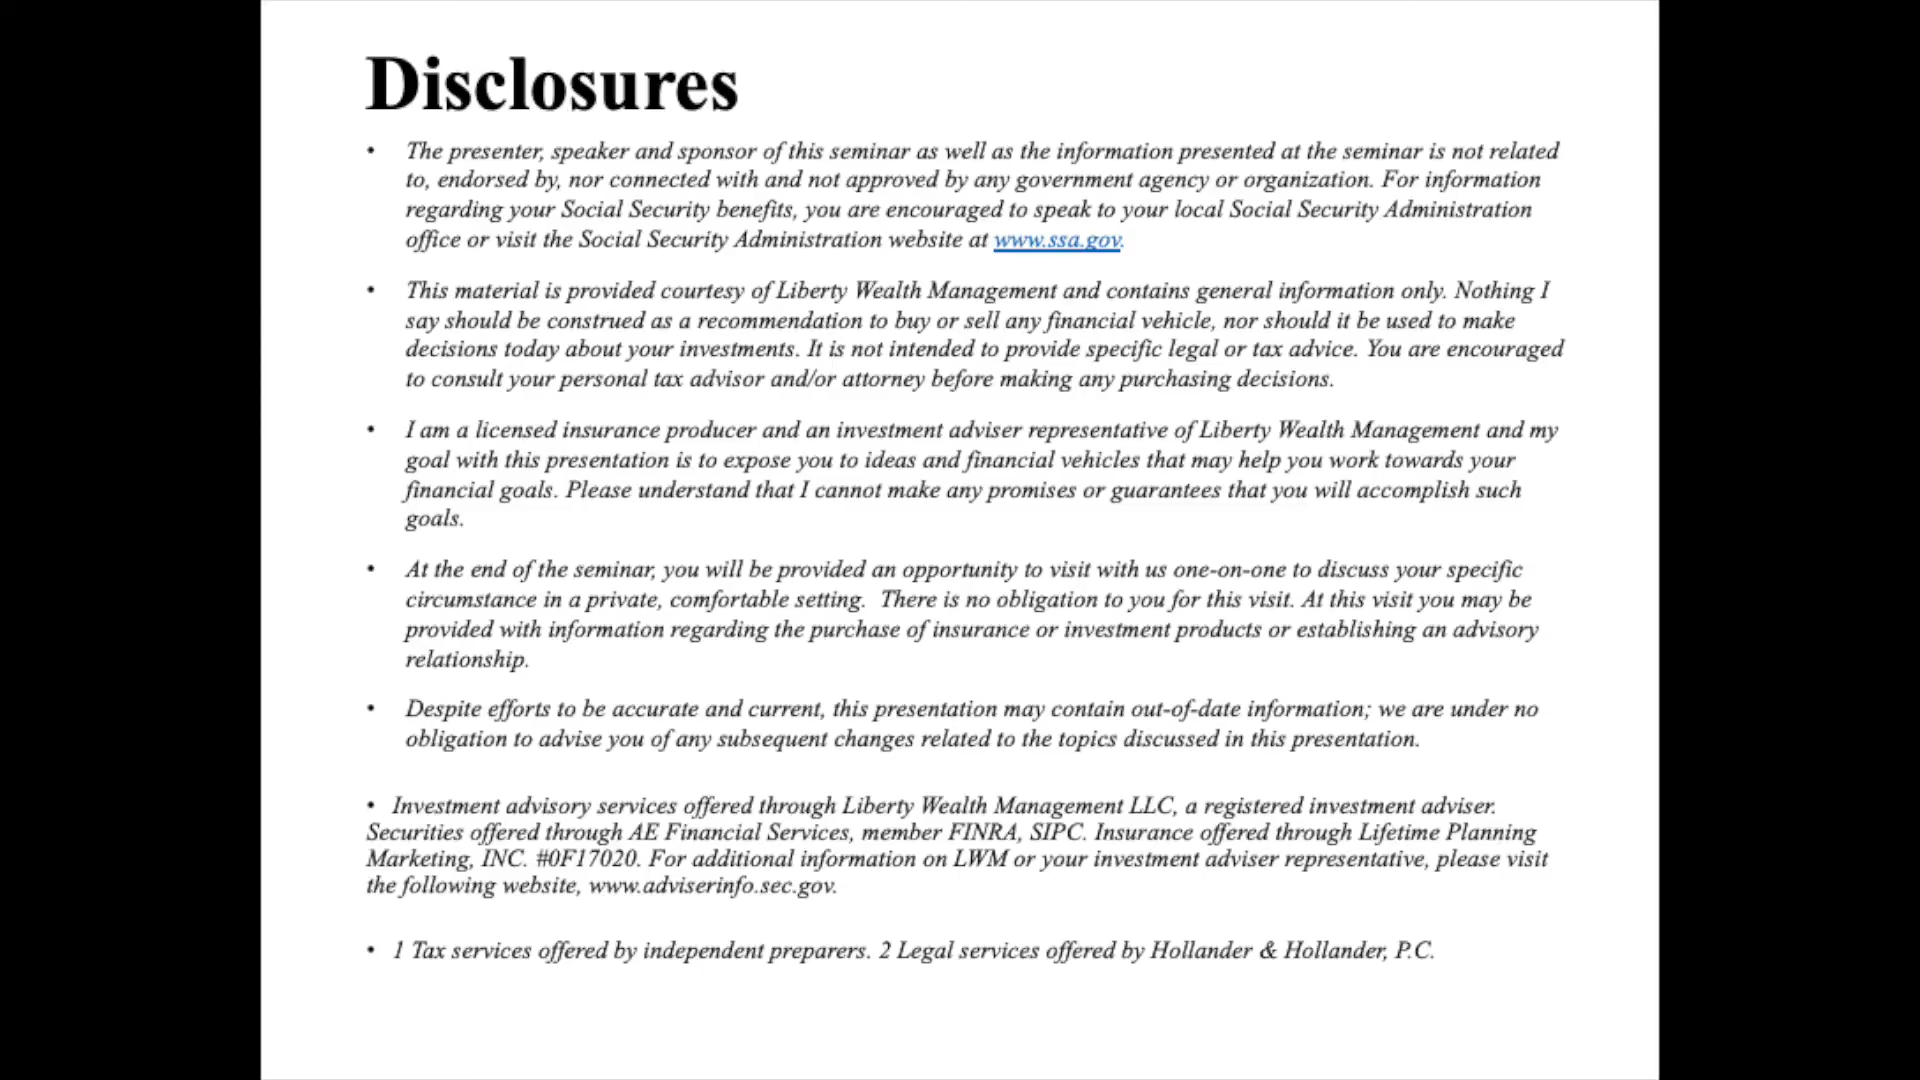 Disclosures
• The presenter, speaker and sponsor of this seminar as well as the information presented at the seminar is not related
to, endorsed by, nor connected with and not approved by any government agency or organization. For information
regarding your Social Security benefits, you are encouraged to speak to your local Social Security Administration
office or visit the Social Security Administration website at www.ssa.gov.
• This material is provided courtesy of Liberty Wealth Management and contains general information only. Nothing I
say should be construed as a recommendation to buy or sell any financial vehicle, nor should it be used to make
decisions today about your investments. It is not intended to provide specific legal or tax advice. You are encouraged
to consult your personal tax advisor and/or attorney before making any purchasing decisions.
• I am a licensed insurance producer and an investment adviser representative of Liberty Wealth Management and my
goal with this presentation is to expose you to ideas and financial vehicles that may help you work towards your
financial goals. Please understand that I cannot make any promises or guarantees that you will accomplish such
goals.
• At the end of the seminar, you will be provided an opportunity to visit with us one-on-one to discuss your specific
circumstance in a private, comfortable setting.  There is no obligation to you for this visit. At this visit you may be
provided with information regarding the purchase of insurance or investment products or establishing an advisory
relationship.
• Despite efforts to be accurate and current, this presentation may contain out-of-date information; we are under no
obligation to advise you of any subsequent changes related to the topics discussed in this presentation.
• Investment advisory services offered through Liberty Wealth Management LLC, a registered investment adviser.
Securities offered through AE Financial Services, member FINRA, SIPC. Insurance offered through Lifetime Planning
Marketing, INC. #0F17020. For additional information on LWM or your investment adviser representative, please visit
the following website, www.adviserinfo.sec.gov.
• 1 Tax services offered by independent preparers. 2 Legal services offered by Hollander & Hollander, P.C.